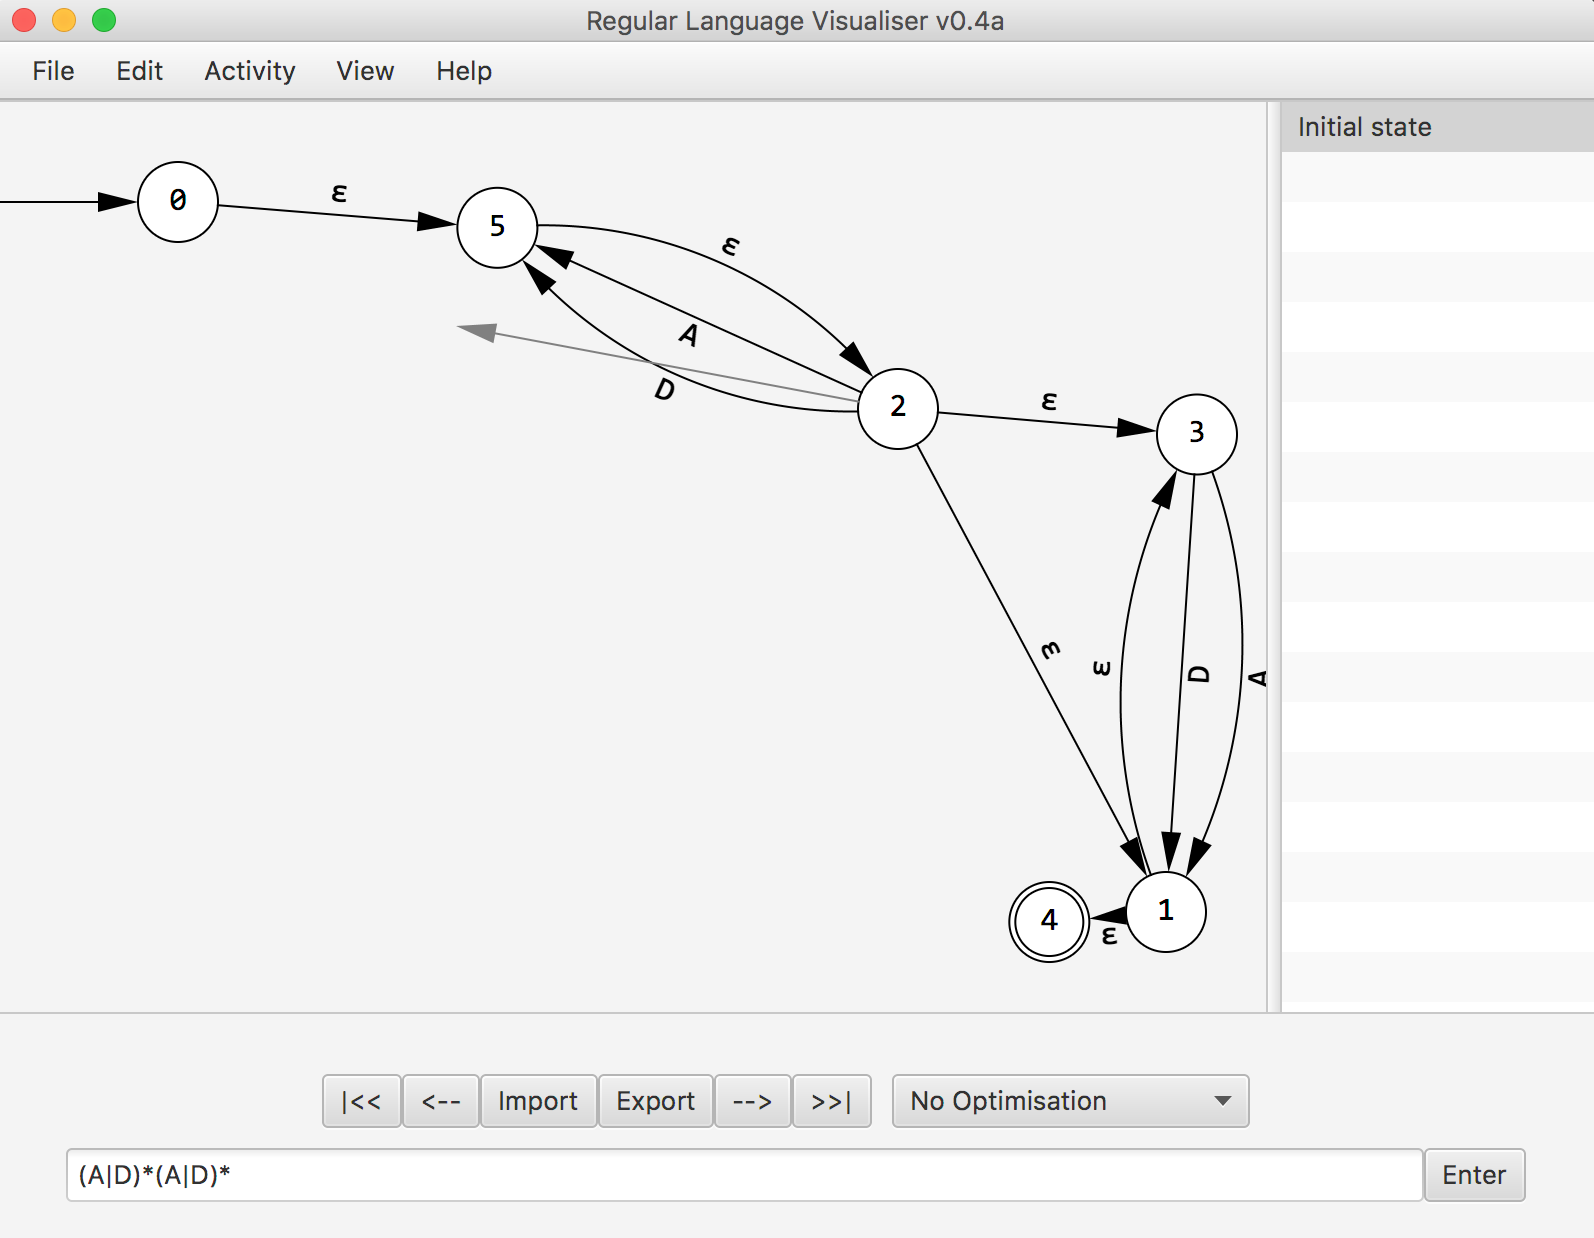 Regular Language Visualiser v0.4a
File Edit Activity View Help
Initial state
0
ε
5
ε
A
D
2
ε
3
ε
ε
D
A
4
ε
1
|<< <-- Import Export --> >>| No Optimisation
(A|D)*(A|D)* Enter